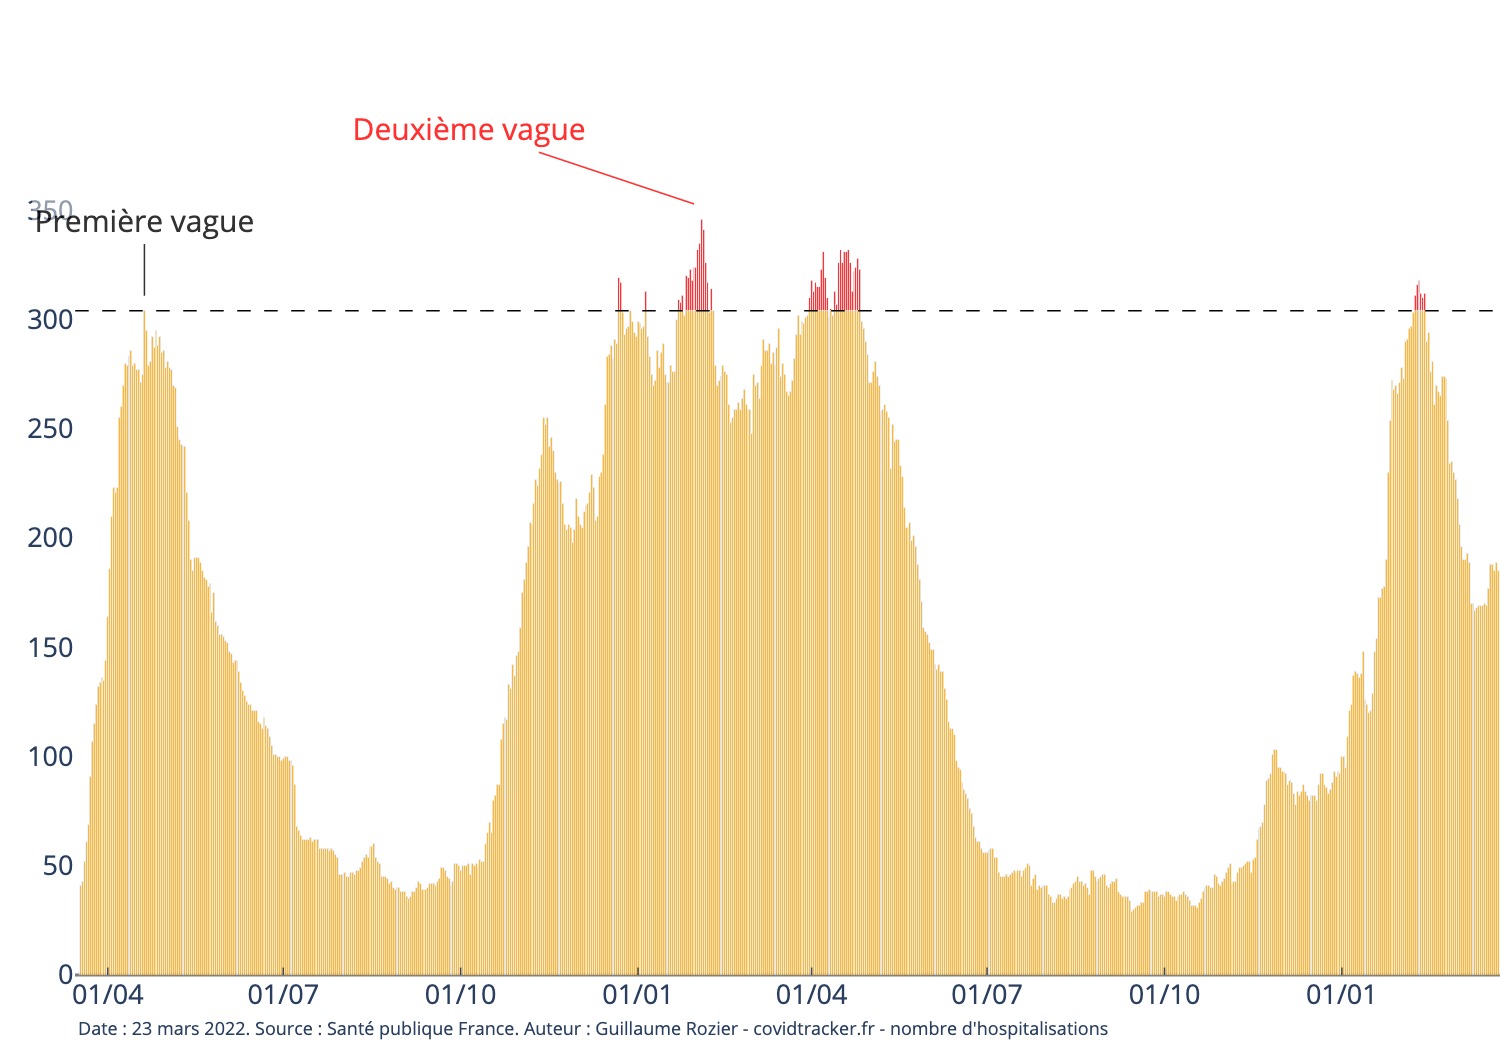 Deuxième vague
350
Première vague
300
250
200
150
100
50
0
01/04 01/07 01/10 01/01 01/04 01/07 01/10 01/01
Date : 23 mars 2022. Source : Santé publique France. Auteur : Guillaume Rozier - covidtracker.fr - nombre d'hospitalisations